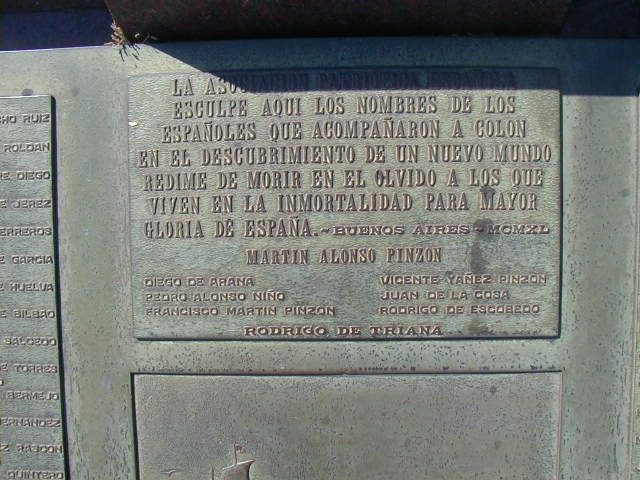 LA ASOCIACION PATRIOTICA ESPAÑOLA
ESCULPE AQUI LOS NOMBRES DE LOS
ESPAÑOLES QUE ACOMPAÑARON A COLON
EN EL DESCUBRIMIENTO DE UN NUEVO MUNDO
REDIME DE MORIR EN EL OLVIDO A LOS QUE
VIVEN EN LA INMORTALIDAD PARA MAYOR
GLORIA DE ESPAÑA.~BUENOS AIRES~MCMXL
MARTIN ALONSO PINZON
DIEGO DE ARANA
PEDRO ALONSO NIÑO
FRANCISCO MARTIN PINZON
VICENTE YAÑEZ PINZON
JUAN DE LA COSA
RODRIGO DE ESCOBEDO
RODRIGO DE TRIANA
RUIZ
ROLDAN
DIEGO
JEREZ
GARCIA
HUELVA
BILBAO
SALCEDO
TORRES
BERMEJO
RASCON
QUINTERO